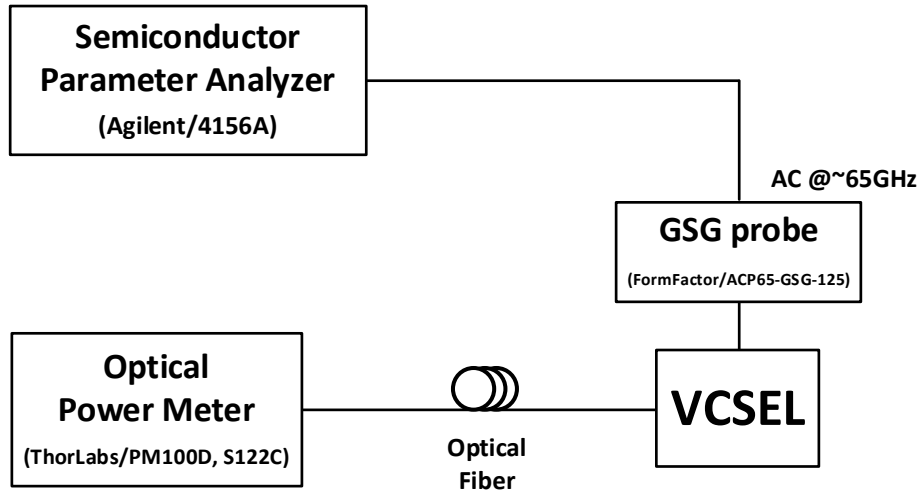 Semiconductor
Parameter Analyzer
(Agilent/4156A)
AC @~65GHz
GSG probe
(FormFactor/ACP65-GSG-125)
Optical
Power Meter
(ThorLabs/PM100D, S122C)
Optical
Fiber
VCSEL